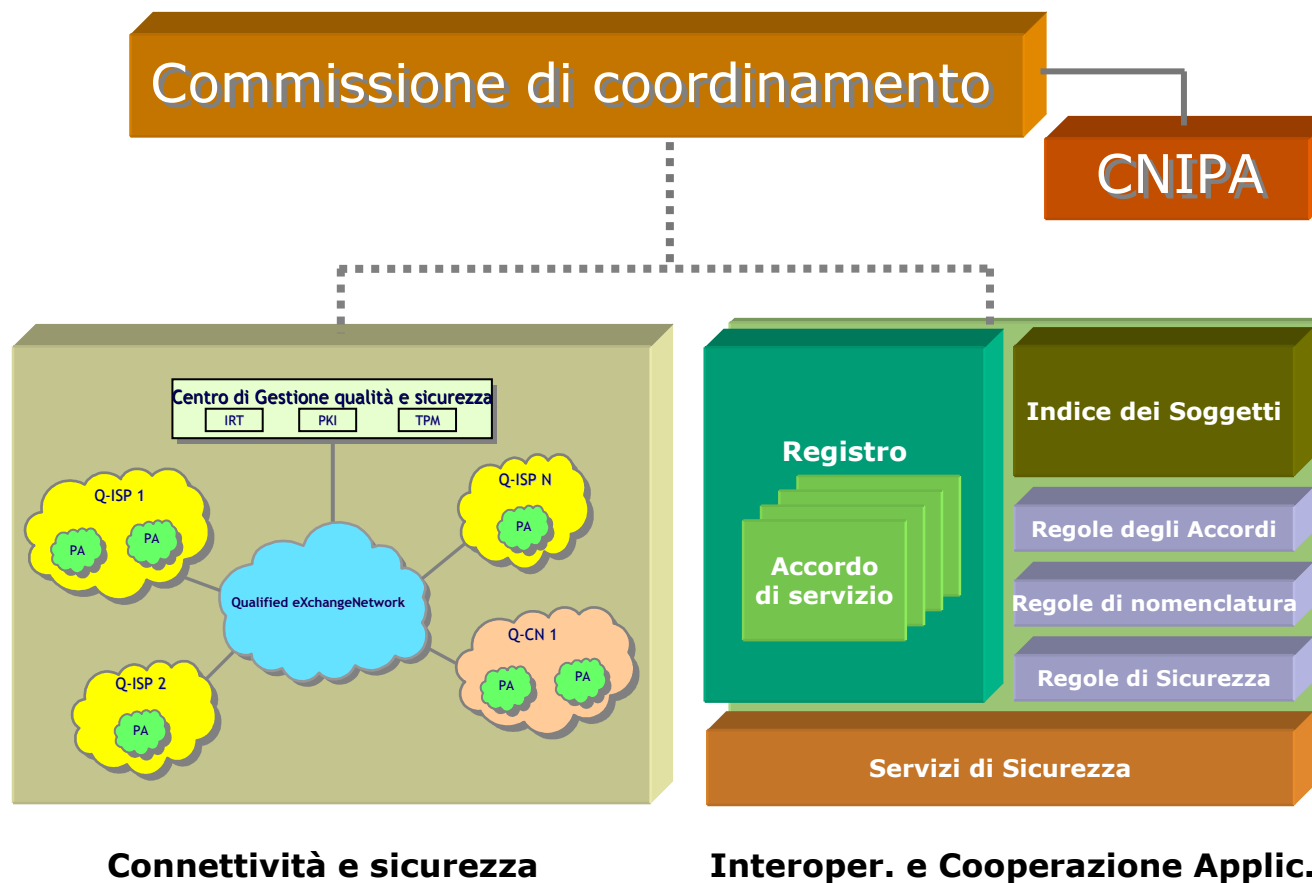 Commissione di coordinamento
CNIPA
Centro di Gestione qualità e sicurezza
IRT
PKI
TPM
Q-ISP 1
PA
PA
Q-ISP N
PA
Qualified eXchangeNetwork
Q-CN 1
PA
PA
Q-ISP 2
PA
Registro
Accordo
di servizio
Indice dei Soggetti
Regole degli Accordi
Regole di nomenclatura
Regole di Sicurezza
Servizi di Sicurezza
Connettività e sicurezza
Interoper. e Cooperazione Applic.